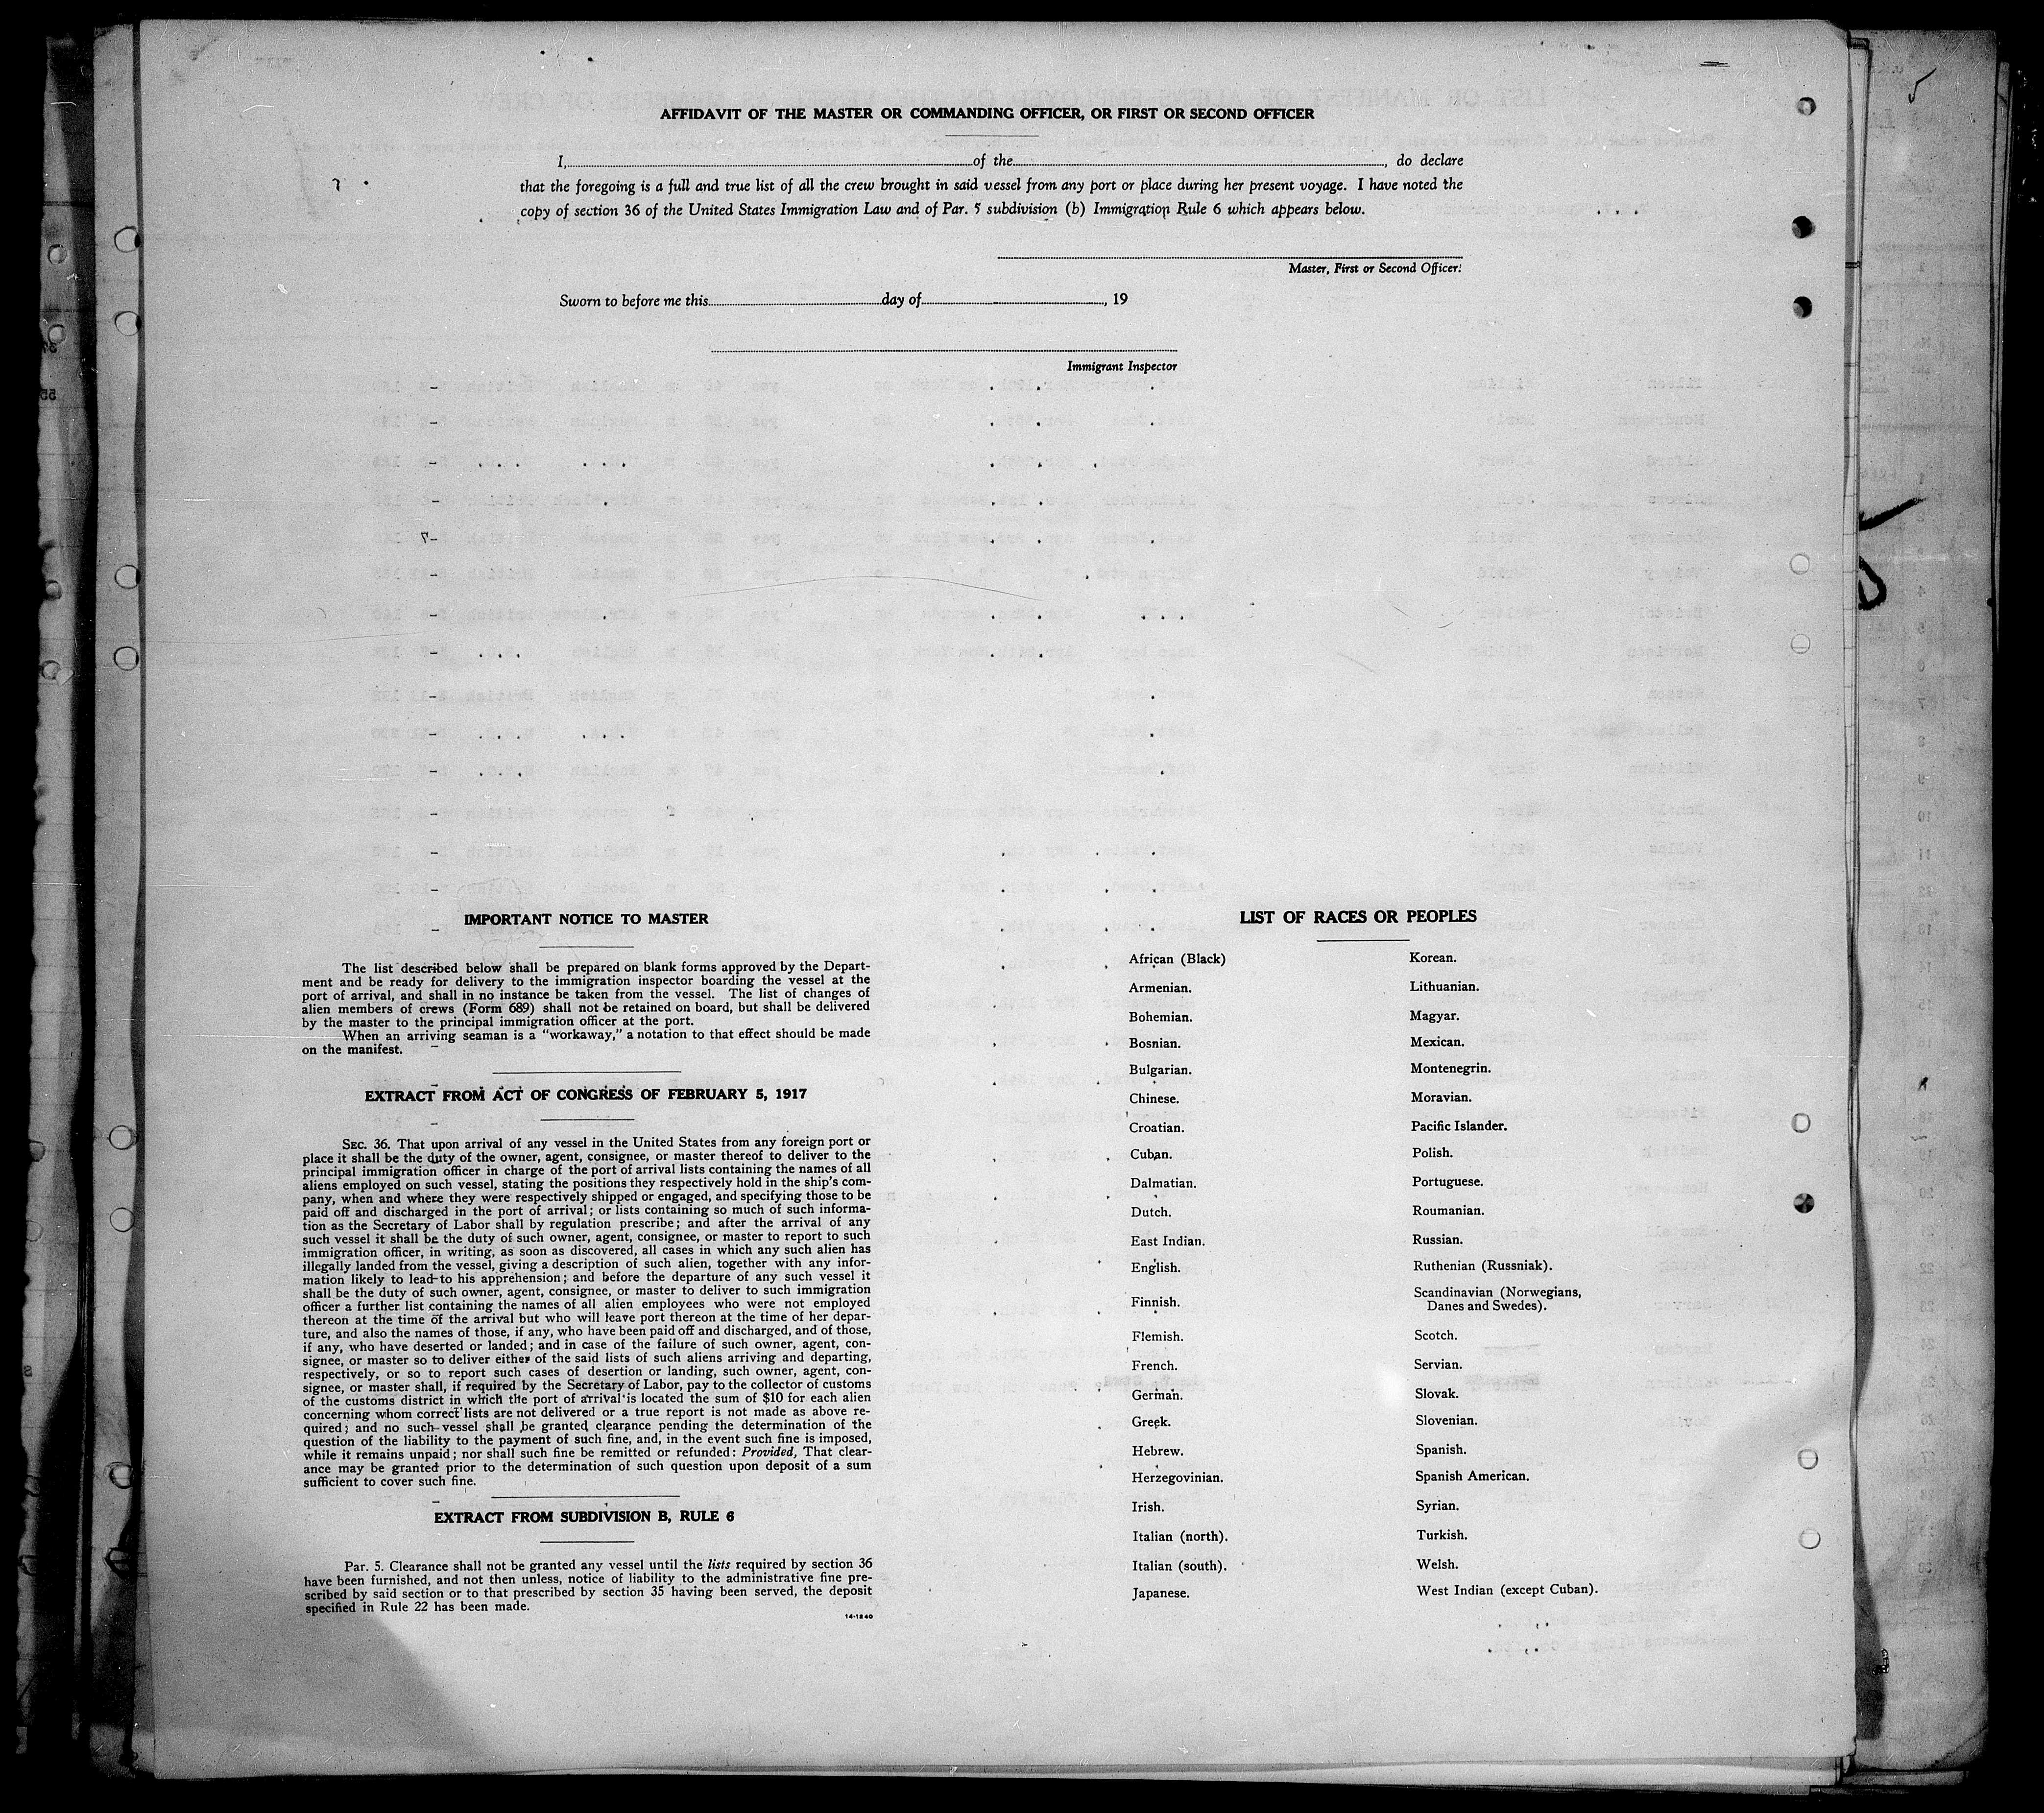 AFFIDAVIT OF THE MASTER OR COMMANDING OFFICER, OR FIRST OR SECOND OFFICER
I, of the , do declare
that the foregoing is a full and true list of all the crew brought in said vessel from any port or place during her present voyage. I have noted the
copy of section 36 of the United States Immigration Law and of Par. 5 subdivision (b) Immigration Rule 6 which appears below.
Master, First or Second Officer.
Sworn to before me this day of , 19
Immigrant Inspector
IMPORTANT NOTICE TO MASTER
The list described below shall be prepared on blank forms approved by the Depart-
ment and be ready for delivery to the immigration inspector boarding the vessel at the
port of arrival, and shall in no instance be taken from the vessel. The list of changes of
alien members of crews (Form 689) shall not be retained on board, but shall be delivered
by the master to the principal immigration officer at the port.
When an arriving seaman is a "workaway," a notation to that effect should be made
on the manifest.
EXTRACT FROM ACT OF CONGRESS OF FEBRUARY 5, 1917
SEC. 36. That upon arrival of any vessel in the United States from any foreign port or
place it shall be the duty of the owner, agent, consignee, or master thereof to deliver to the
principal immigration officer in charge of the port of arrival lists containing the names of all
aliens employed on such vessel, stating the positions they respectively hold in the ship's com-
pany, when and where they were respectively shipped or engaged, and specifying those to be
paid off and discharged in the port of arrival; or lists containing so much of such informa-
tion as the Secretary of Labor shall by regulation prescribe; and after the arrival of any
such vessel it shall be the duty of such owner, agent, consignee, or master to report to such
immigration officer, in writing, as soon as discovered, all cases in which any such alien has
illegally landed from the vessel, giving a description of such alien, together with any infor-
mation likely to lead to his apprehension; and before the departure of any such vessel it
shall be the duty of such owner, agent, consignee, or master to deliver to such immigration
officer a further list containing the names of all alien employees who were not employed
thereon at the time of the arrival but who will leave port thereon at the time of her depar-
ture, and also the names of those, if any, who have been paid off and discharged, and of those,
if any, who have deserted or landed; and in case of the failure of such owner, agent, con-
signee, or master so to deliver either of the said lists of such aliens arriving and departing,
respectively, or so to report such cases of desertion or landing, such owner, agent, con-
signee, or master shall, if required by the Secretary of Labor, pay to the collector of customs
of the customs district in which the port of arrival is located the sum of $10 for each alien
concerning whom correct lists are not delivered or a true report is not made as above re-
quired; and no such vessel shall be granted clearance pending the determination of the
question of the liability to the payment of such fine, and, in the event such fine is imposed,
while it remains unpaid; nor shall such fine be remitted or refunded: Provided, That clear-
ance may be granted prior to the determination of such question upon deposit of a sum
sufficient to cover such fine.
EXTRACT FROM SUBDIVISION B, RULE 6
Par. 5. Clearance shall not be granted any vessel until the lists required by section 36
have been furnished, and not then unless, notice of liability to the administrative fine pre-
scribed by said section or to that prescribed by section 35 having been served, the deposit
specified in Rule 22 has been made.
14-1240
LIST OF RACES OR PEOPLES
African (Black)
Armenian.
Bohemian.
Bosnian.
Bulgarian.
Chinese.
Croatian.
Cuban.
Dalmatian.
Dutch.
East Indian.
English.
Finnish.
Flemish.
French.
German.
Greek.
Hebrew.
Herzegovinian.
Irish.
Italian (north).
Italian (south).
Japanese.
Korean.
Lithuanian.
Magyar.
Mexican.
Montenegrin.
Moravian.
Pacific Islander.
Polish.
Portuguese.
Roumanian.
Russian.
Ruthenian (Russniak).
Scandinavian (Norwegians,
Danes and Swedes).
Scotch.
Servian.
Slovak.
Slovenian.
Spanish.
Spanish American.
Syrian.
Turkish.
Welsh.
West Indian (except Cuban).